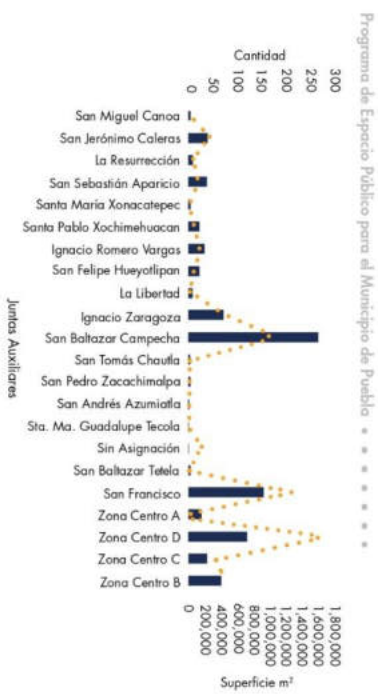 Programa de Espacio Público para el Municipio de Puebla
Cantidad
0
50
100
150
200
250
300
San Miguel Canoa
San Jerónimo Caleras
La Resurrección
San Sebastián Aparicio
Santa María Xonacatepec
Santa Pablo Xochimehuacan
Ignacio Romero Vargas
San Felipe Hueyotlipan
La Libertad
Ignacio Zaragoza
San Baltazar Campecha
San Tomás Chautla
San Pedro Zacachimalpa
San Andrés Azumiatla
Sta. Ma. Guadalupe Tecola
Sin Asignación
San Baltazar Tetela
San Francisco
Zona Centro A
Zona Centro D
Zona Centro C
Zona Centro B
Juntas Auxiliares
0
200,000
400,000
600,000
800,000
1,000,000
1,200,000
1,400,000
1,600,000
1,800,000
Superficie m²